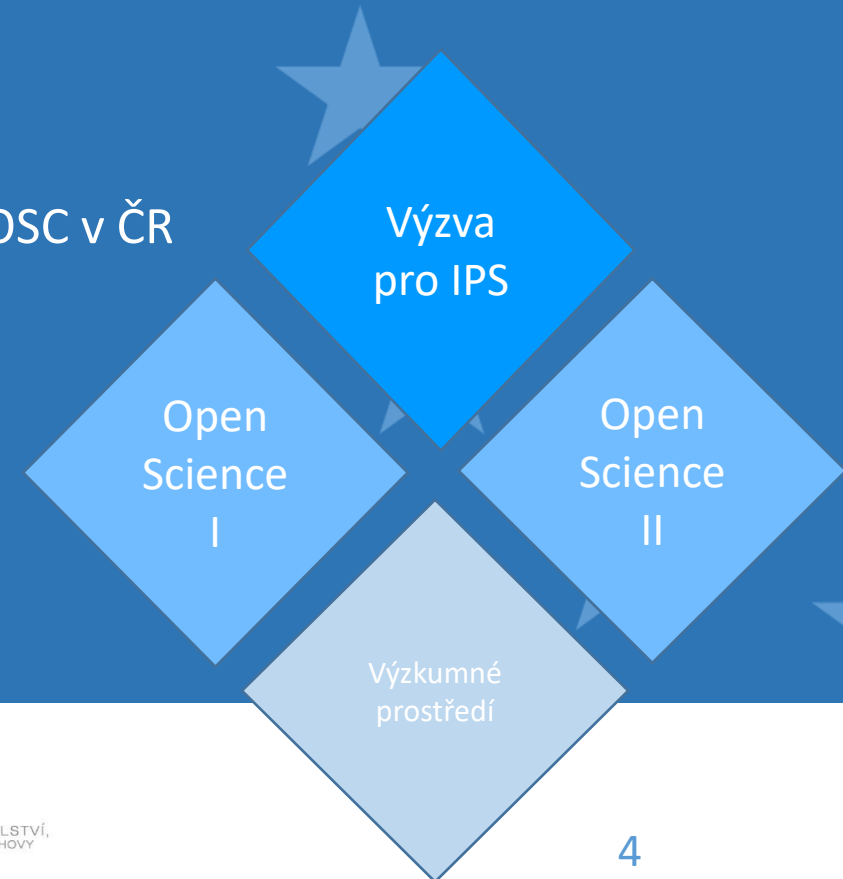 OSC v ČR
Výzva
pro IPS
Open
Science
I
Open
Science
II
Výzkumné
prostředí
LSTVÍ,
HOVY
4